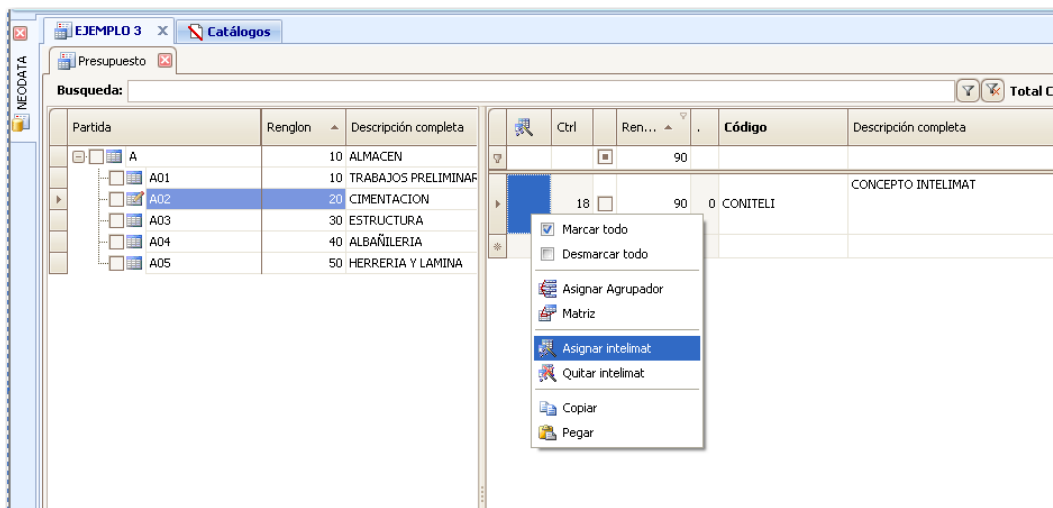 EJEMPLO 3 X Catálogos
NEODATA
Presupuesto
Busqueda: Total C
Partida Renglon Descripción completa Ctrl Ren... . Código Descripción completa
A 10 ALMACEN 90
A01 10 TRABAJOS PRELIMINAR
A02 20 CIMENTACION 18 90 0 CONITELI CONCEPTO INTELIMAT
A03 30 ESTRUCTURA
A04 40 ALBAÑILERIA
A05 50 HERRERIA Y LAMINA
Marcar todo
Desmarcar todo
Asignar Agrupador
Matriz
Asignar intelimat
Quitar intelimat
Copiar
Pegar